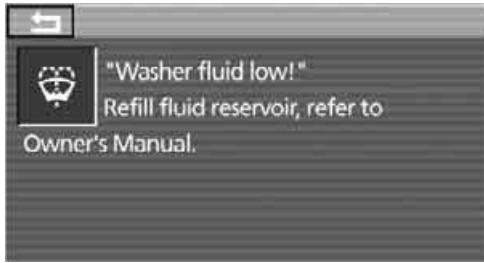 "Washer fluid low!"
Refill fluid reservoir, refer to
Owner's Manual.